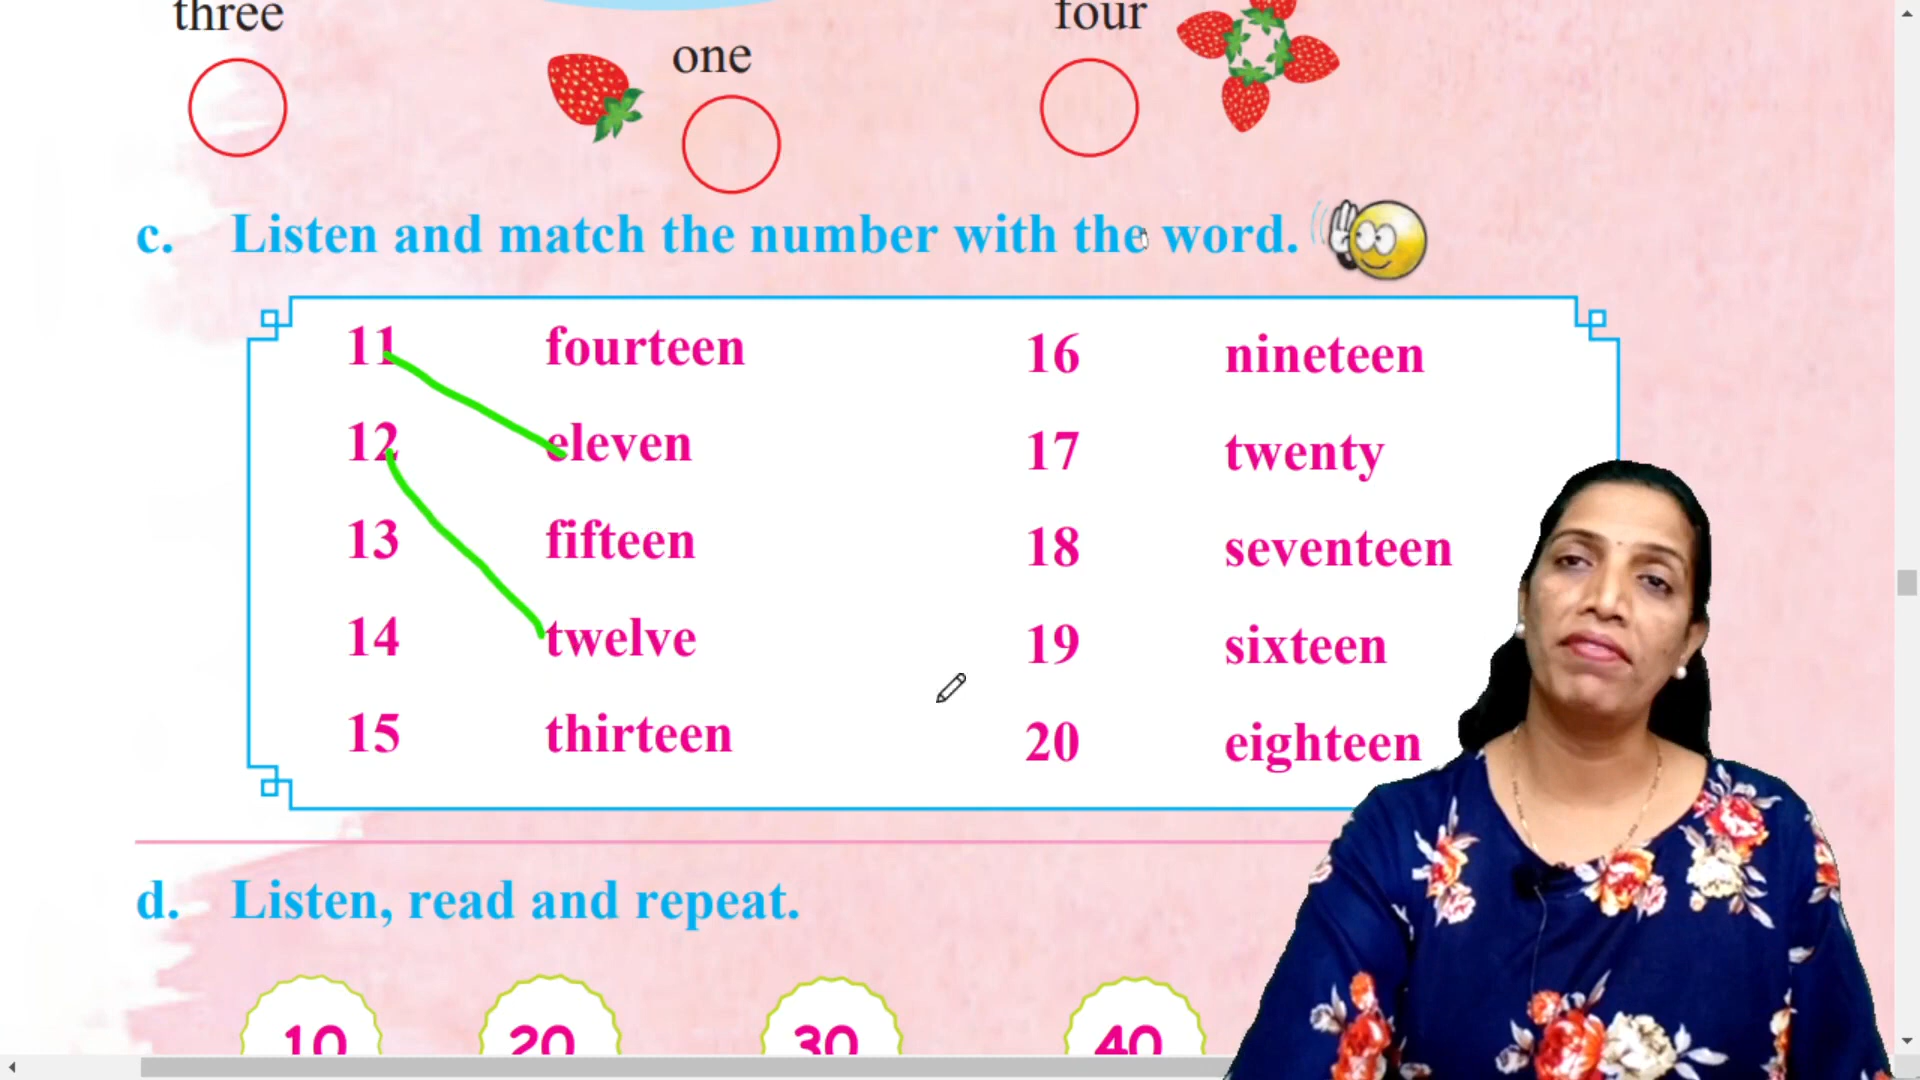 three
one
four
c. Listen and match the number with the word.
11 fourteen 16 nineteen
12 eleven 17 twenty
13 fifteen 18 seventeen
14 twelve 19 sixteen
15 thirteen 20 eighteen
d. Listen, read and repeat.
10 20 30 40